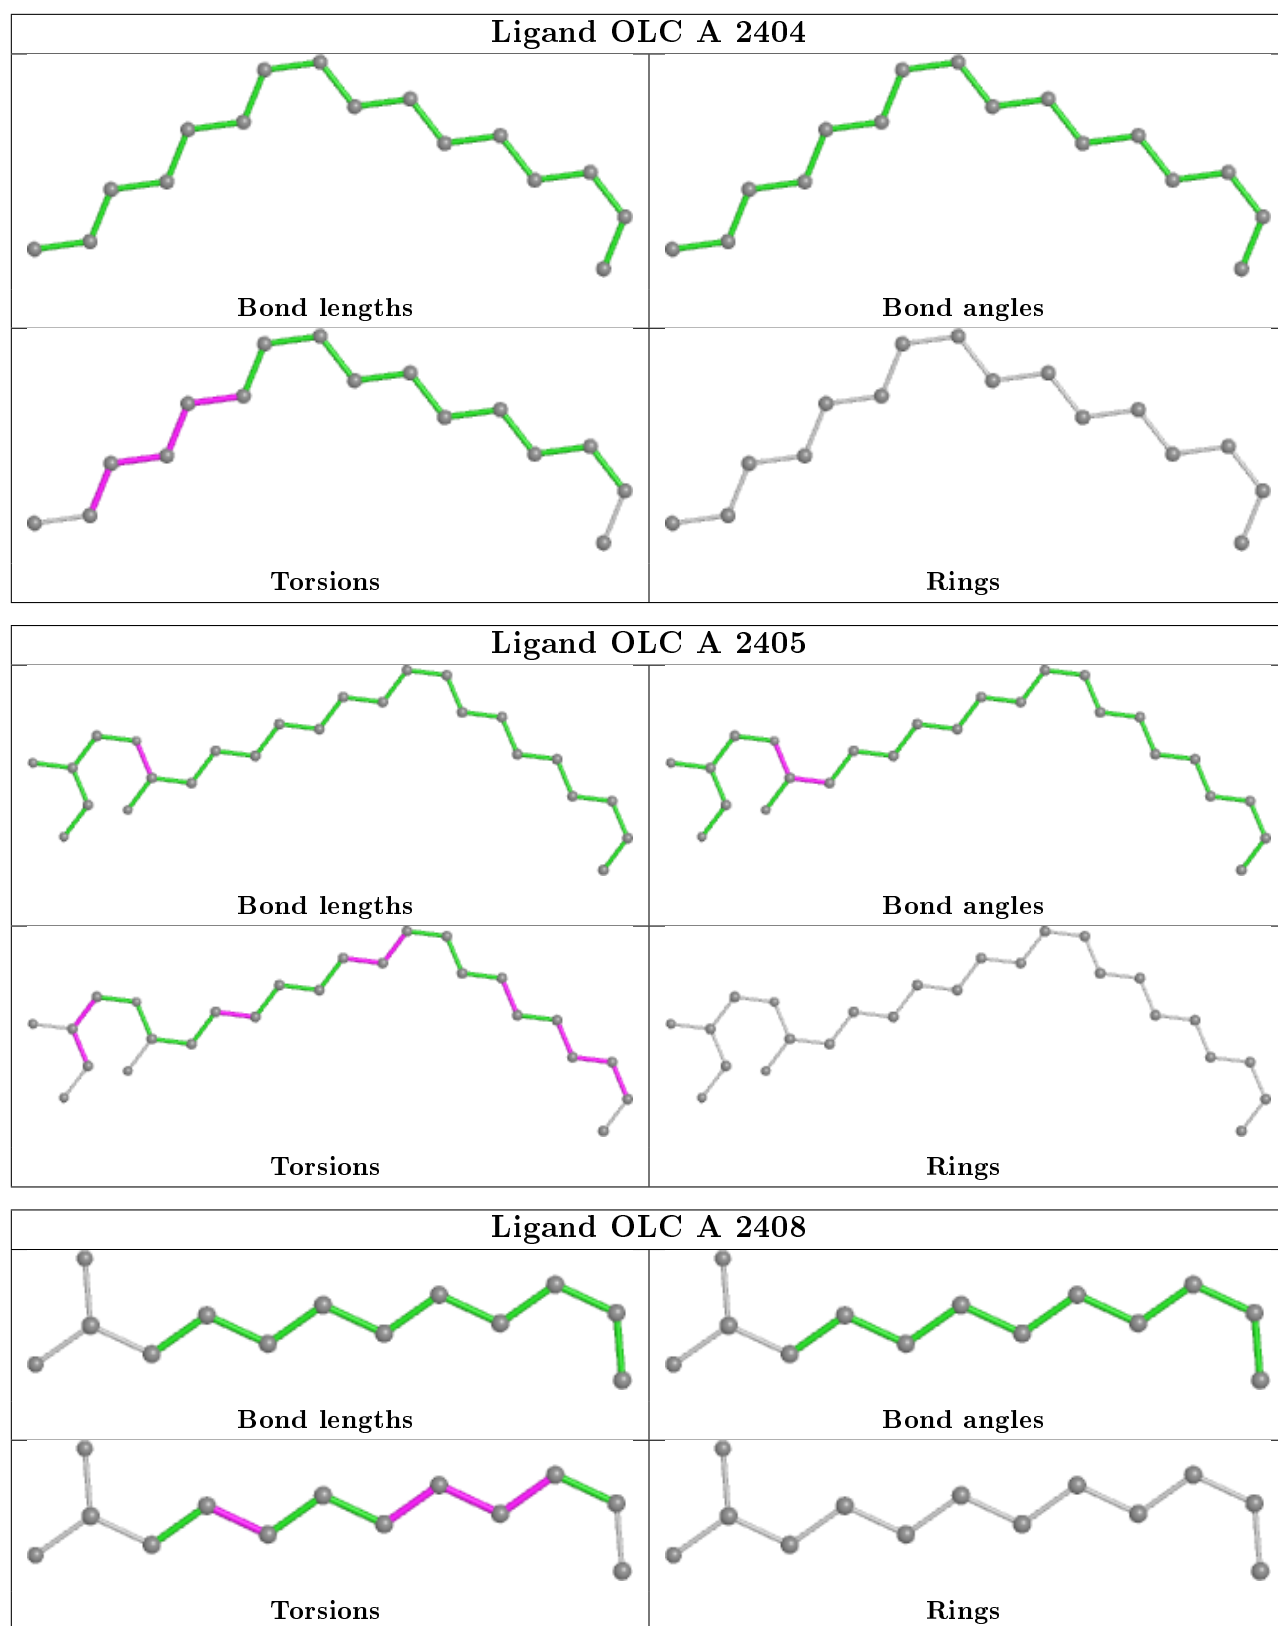 Ligand OLC A 2404
Bond lengths
Bond angles
Torsions
Rings
Ligand OLC A 2405
Bond lengths
Bond angles
Torsions
Rings
Ligand OLC A 2408
Bond lengths
Bond angles
Torsions
Rings